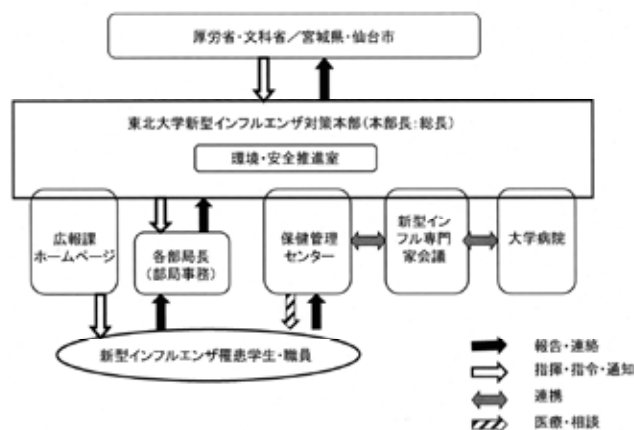 厚労省・文科省／宮城県・仙台市
東北大学新型インフルエンザ対策本部（本部長：総長）
環境・安全推進室
広報課
ホームページ
各部局長
（部局事務）
保健管理
センター
新型イン
フル専門
家会議
大学病院
新型インフルエンザ罹患学生・職員
報告・連絡
指揮・指令・通知
連携
医療・相談